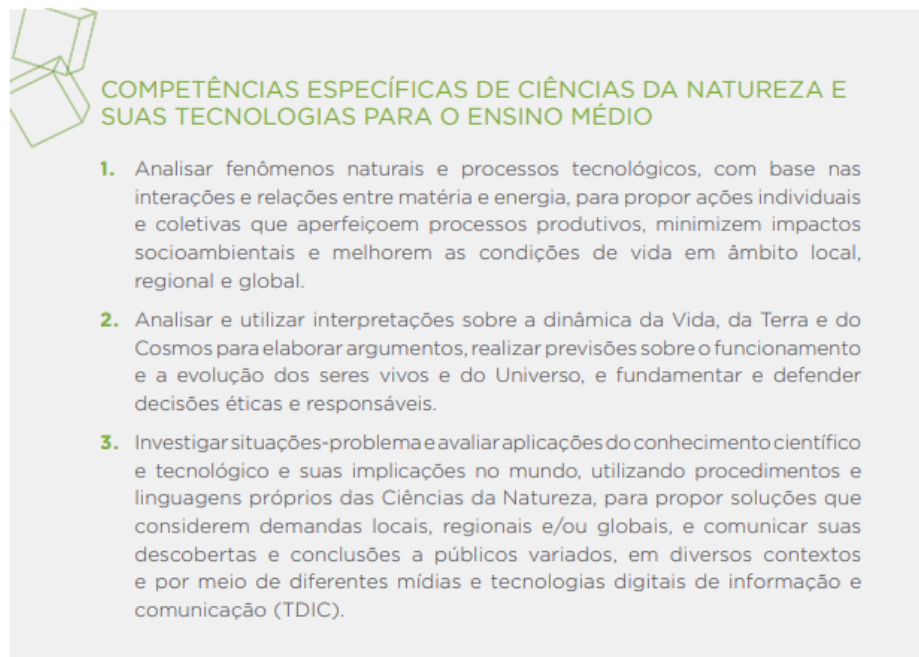 COMPETÊNCIAS ESPECÍFICAS DE CIÊNCIAS DA NATUREZA E
SUAS TECNOLOGIAS PARA O ENSINO MÉDIO
1. Analisar fenômenos naturais e processos tecnológicos, com base nas
interações e relações entre matéria e energia, para propor ações individuais
e coletivas que aperfeiçoem processos produtivos, minimizem impactos
socioambientais e melhorem as condições de vida em âmbito local,
regional e global.
2. Analisar e utilizar interpretações sobre a dinâmica da Vida, da Terra e do
Cosmos para elaborar argumentos, realizar previsões sobre o funcionamento
e a evolução dos seres vivos e do Universo, e fundamentar e defender
decisões éticas e responsáveis.
3. Investigar situações-problema e avaliar aplicações do conhecimento científico
e tecnológico e suas implicações no mundo, utilizando procedimentos e
linguagens próprios das Ciências da Natureza, para propor soluções que
considerem demandas locais, regionais e/ou globais, e comunicar suas
descobertas e conclusões a públicos variados, em diversos contextos
e por meio de diferentes mídias e tecnologias digitais de informação e
comunicação (TDIC).